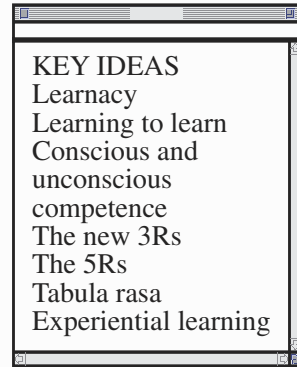 KEY IDEAS
Learnacy
Learning to learn
Conscious and
unconscious
competence
The new 3Rs
The 5Rs
Tabula rasa
Experiential learning